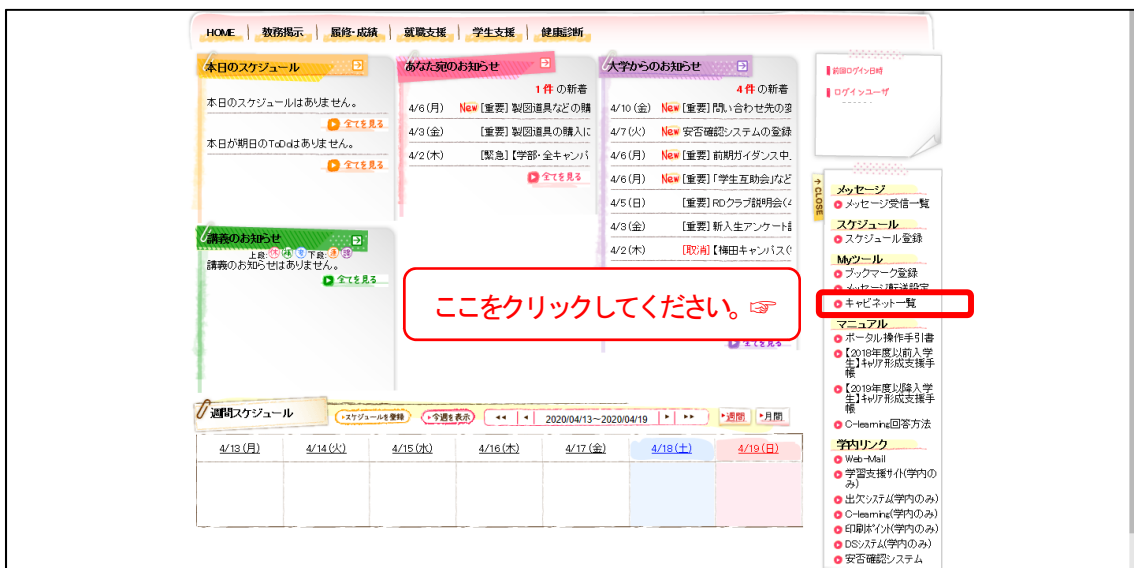 HOME 教務掲示 履修・成績 就職支援 学生支援 健康診断
本日のスケジュール
本日のスケジュールはありません。
全てを見る
本日が期日のToDoはありません。
全てを見る
あなた宛のお知らせ
1件 の新着
4/6(月) New [重要] 製図道具などの購
4/3(金) [重要] 製図道具の購入に
4/2(木) [緊急]【学部・全キャンパ
全てを見る
大学からのお知らせ
4件 の新着
4/10(金) New [重要]問い合わせ先の変
4/7(火) New 安否確認システムの登録
4/6(月) New [重要] 前期ガイダンス中.
4/6(月) New [重要]「学生互助会」など
4/5(日) [重要] RDクラブ説明会(4
4/3(金) [重要] 新入生アンケート
4/2(木) [取消]【梅田キャンパス(
全てを見る
講義のお知らせ
上段:休補 下段:
講義のお知らせはありません。
全てを見る
ここをクリックしてください。☞
前回ログイン日時
ログインユーザ
CLOSE
メッセージ
メッセージ受信一覧
スケジュール
スケジュール登録
Myツール
ブックマーク登録
メッセージ転送設定
キャビネット一覧
マニュアル
ポータル操作手引書
【2018年度以前入学
生】キャリア形成支援手
帳
【2019年度以降入学
生】キャリア形成支援手
帳
C-learning回答方法
学内リンク
Web-Mail
学習支援サイト(学内の
み)
出欠システム(学内のみ)
C-learning(学内のみ)
印刷ポイント(学内のみ)
DSシステム(学内のみ)
安否確認システム
週間スケジュール
スケジュールを登録 今週を表示 2020/04/13～2020/04/19 週間 月間
4/13(月) 4/14(火) 4/15(水) 4/16(木) 4/17(金) 4/18(土) 4/19(日)